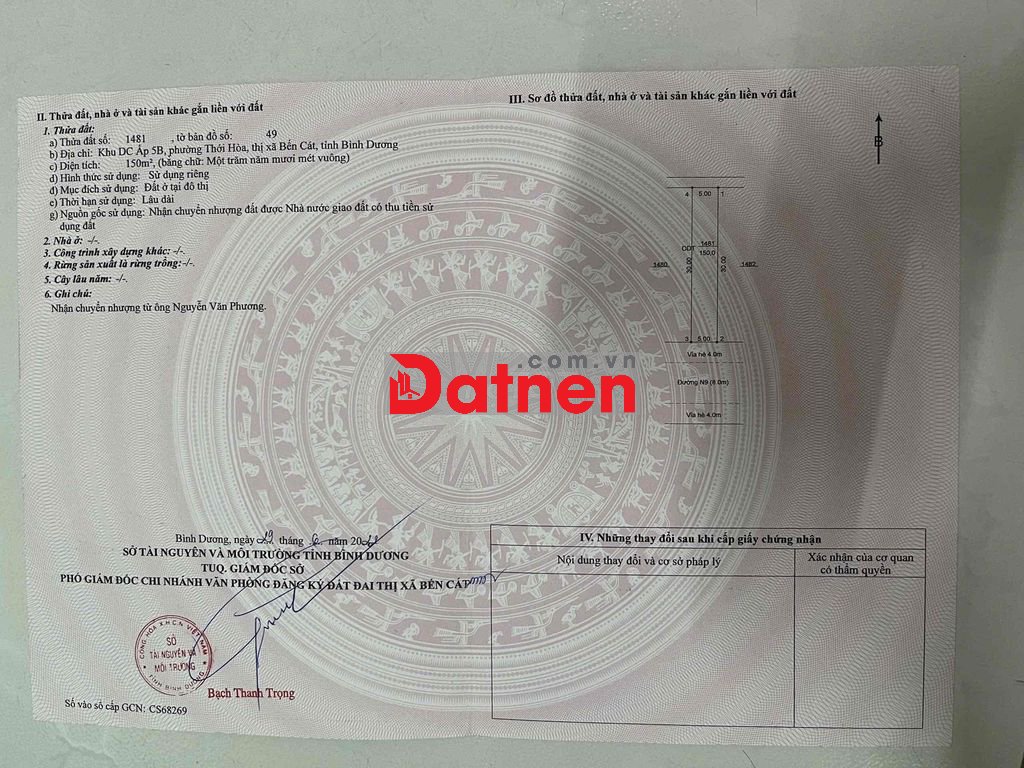 II. Thửa đất, nhà ở và tài sản khác gắn liền với đất
1. Thửa đất:
a) Thửa đất số: 1481 , tờ bản đồ số: 49
b) Địa chỉ: Khu DC Ấp 5B, phường Thới Hòa, thị xã Bến Cát, tỉnh Bình Dương
c) Diện tích: 150m², (bằng chữ: Một trăm năm mươi mét vuông)
d) Hình thức sử dụng: Sử dụng riêng
đ) Mục đích sử dụng: Đất ở tại đô thị
e) Thời hạn sử dụng: Lâu dài
g) Nguồn gốc sử dụng: Nhận chuyển nhượng đất được Nhà nước giao đất có thu tiền sử
dụng đất
2. Nhà ở: -/-.
3. Công trình xây dựng khác: -/-.
4. Rừng sản xuất là rừng trồng:-/-.
5. Cây lâu năm: -/-.
6. Ghi chú:
Nhận chuyển nhượng từ ông Nguyễn Văn Phương.
III. Sơ đồ thửa đất, nhà ở và tài sản khác gắn liền với đất
B
4 5.00 1
ODT 1481
150,0
1480 30.00 30.00 1482
3 5.00 2
Vỉa hè 4.0m
Đường N9 (8.0m)
Vỉa hè 4.0m
.com.vn
Datnen
Bình Dương, ngày tháng năm 20
SỞ TÀI NGUYÊN VÀ MÔI TRƯỜNG TỈNH BÌNH DƯƠNG
TUQ. GIÁM ĐỐC SỞ
PHÓ GIÁM ĐỐC CHI NHÁNH VĂN PHÒNG ĐĂNG KÝ ĐẤT ĐAI THỊ XÃ BẾN CÁT
CỘNG HÒA X.H.C.N VIỆT NAM
SỞ
TÀI NGUYÊN VÀ
MÔI TRƯỜNG
TỈNH BÌNH DƯƠNG
Bạch Thanh Trọng
Số vào sổ cấp GCN: CS68269
IV. Những thay đổi sau khi cấp giấy chứng nhận
Nội dung thay đổi và cơ sở pháp lý
Xác nhận của cơ quan
có thẩm quyền